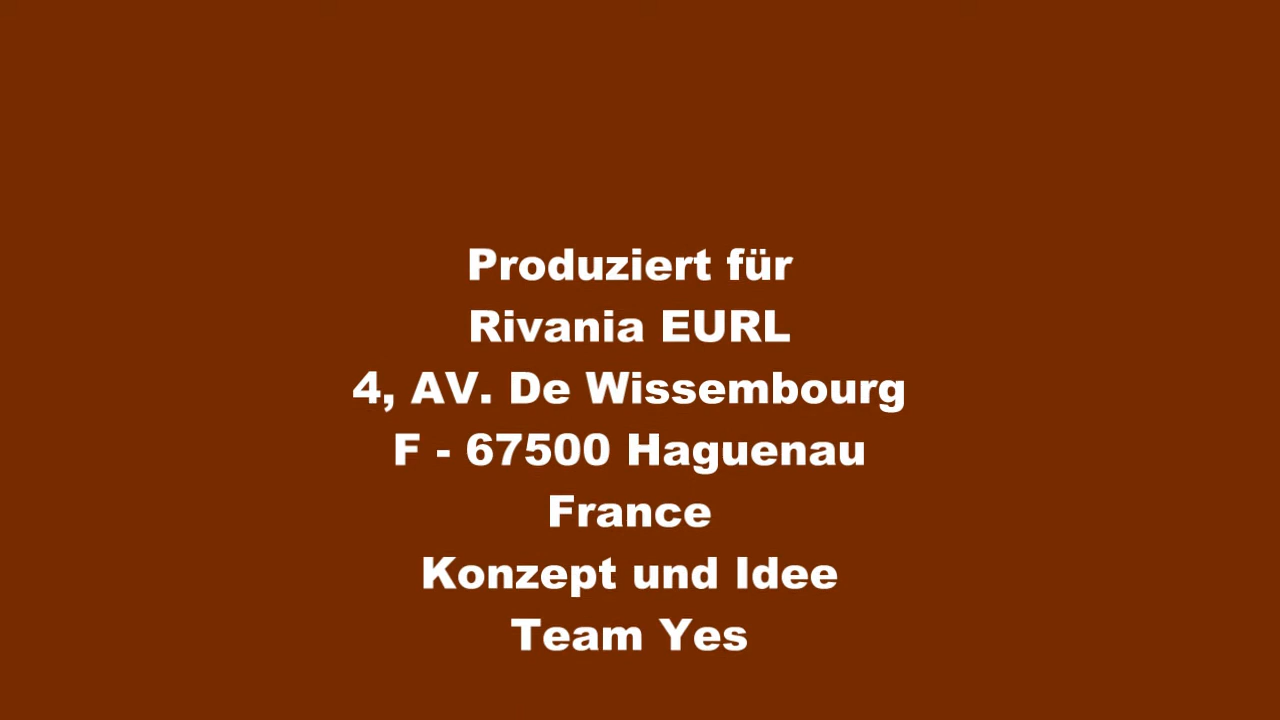 Produziert für
Rivania EURL
4, AV. De Wissembourg
F - 67500 Haguenau
France
Konzept und Idee
Team Yes